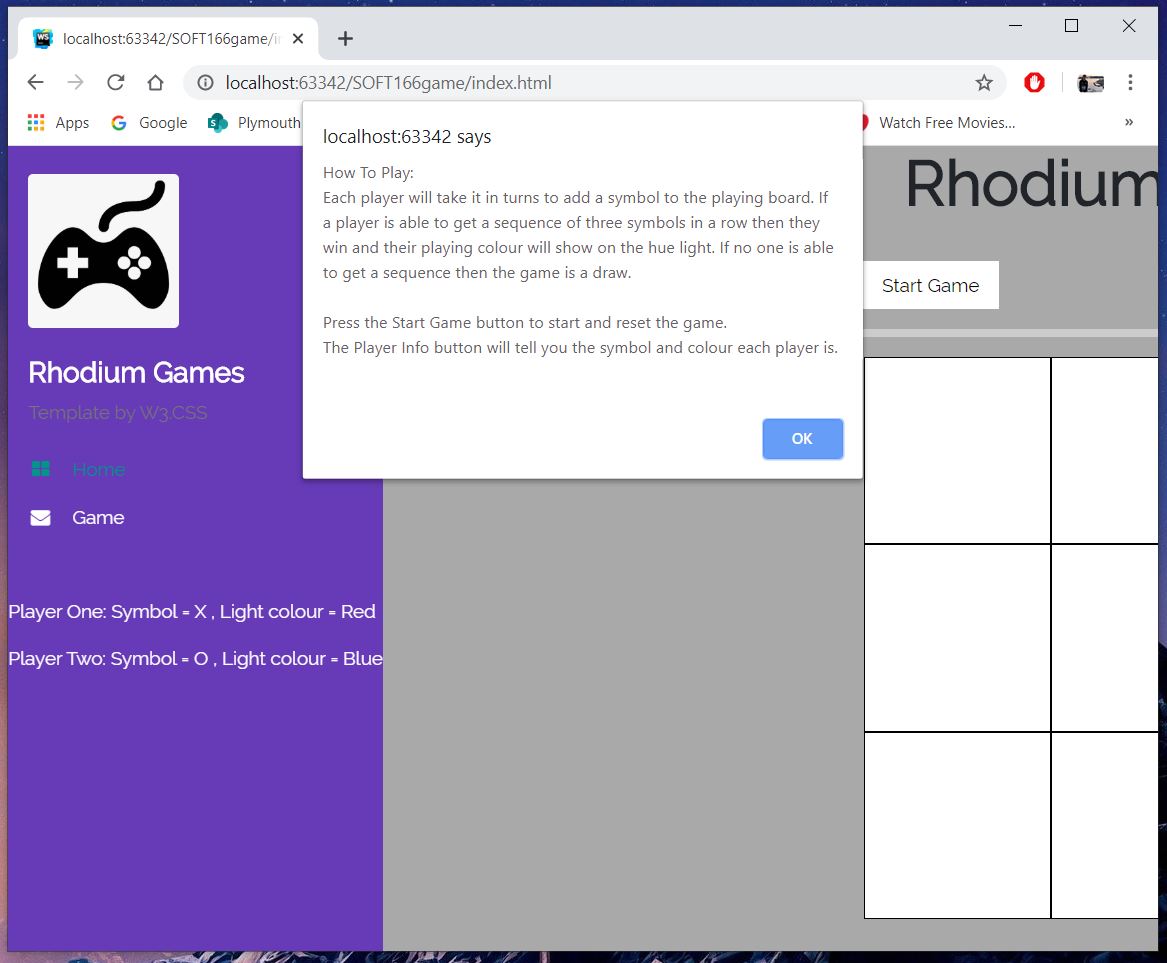 WS localhost:63342/SOFT166game/in
localhost:63342/SOFT166game/index.html
Apps Google Plymouth Watch Free Movies... »
localhost:63342 says
How To Play:
Each player will take it in turns to add a symbol to the playing board. If
a player is able to get a sequence of three symbols in a row then they
win and their playing colour will show on the hue light. If no one is able
to get a sequence then the game is a draw.
Press the Start Game button to start and reset the game.
The Player Info button will tell you the symbol and colour each player is.
OK
Rhodium Games
Template by W3.CSS
Home
Game
Player One: Symbol = X , Light colour = Red
Player Two: Symbol = O , Light colour = Blue
Rhodium
Start Game